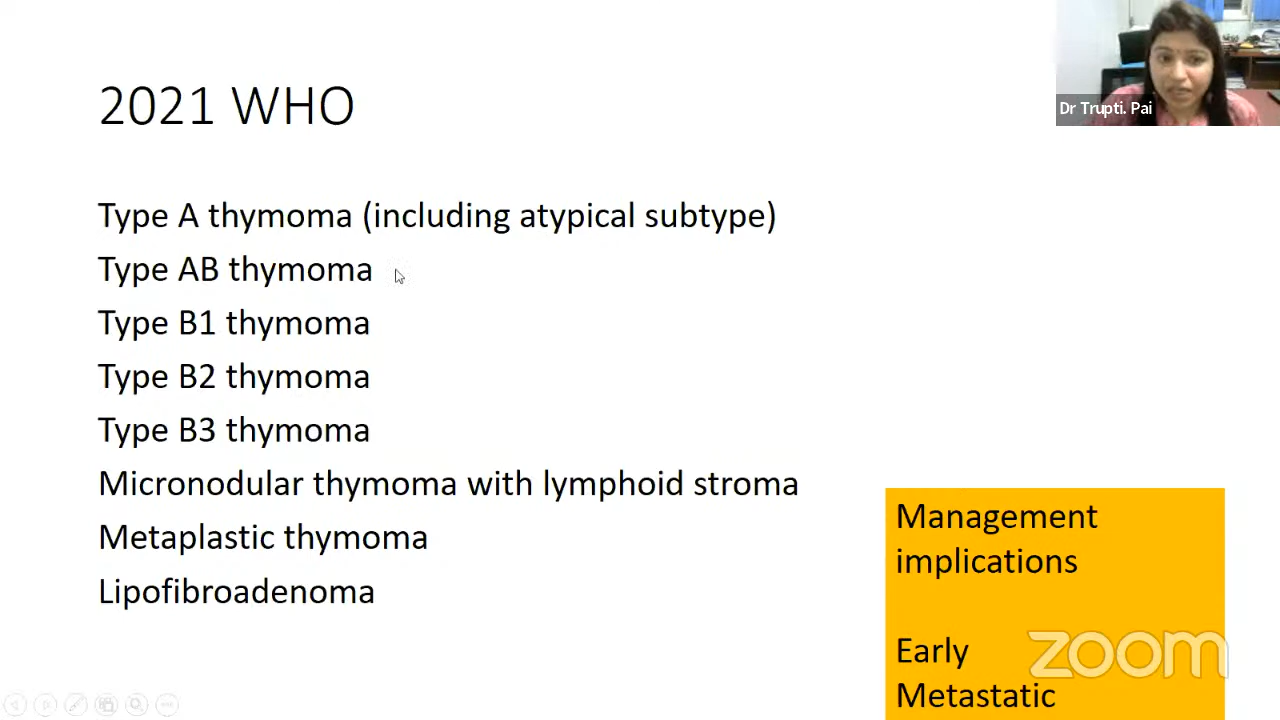 2021 WHO
Dr Trupti. Pai
Type A thymoma (including atypical subtype)
Type AB thymoma
Type B1 thymoma
Type B2 thymoma
Type B3 thymoma
Micronodular thymoma with lymphoid stroma
Metaplastic thymoma
Lipofibroadenoma
Management
implications
Early
Metastatic
zoom